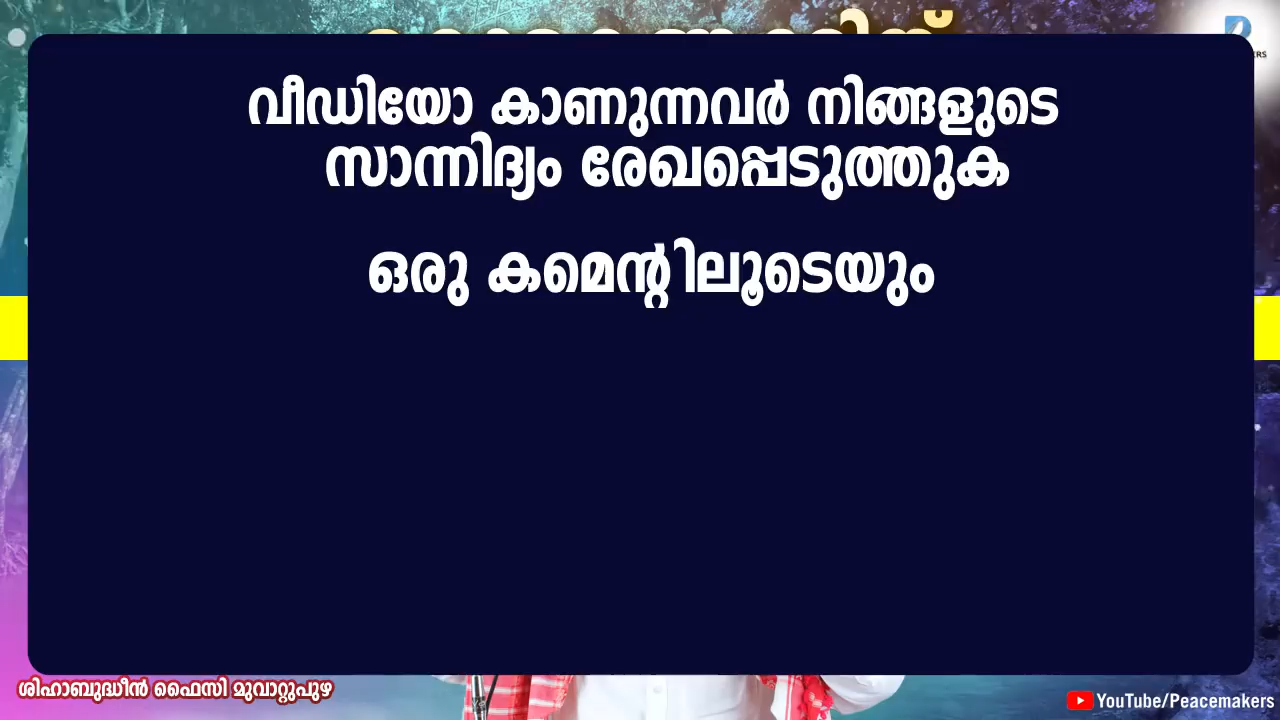 വീഡിയോ കാണുന്നവർ നിങ്ങളുടെ
സാന്നിദ്യം രേഖപ്പെടുത്തുക
ഒരു കമെന്റിലൂടെയും
ശിഹാബുദ്ധീൻ ഫൈസി മൂവാറ്റുപുഴ
YouTube/Peacemakers